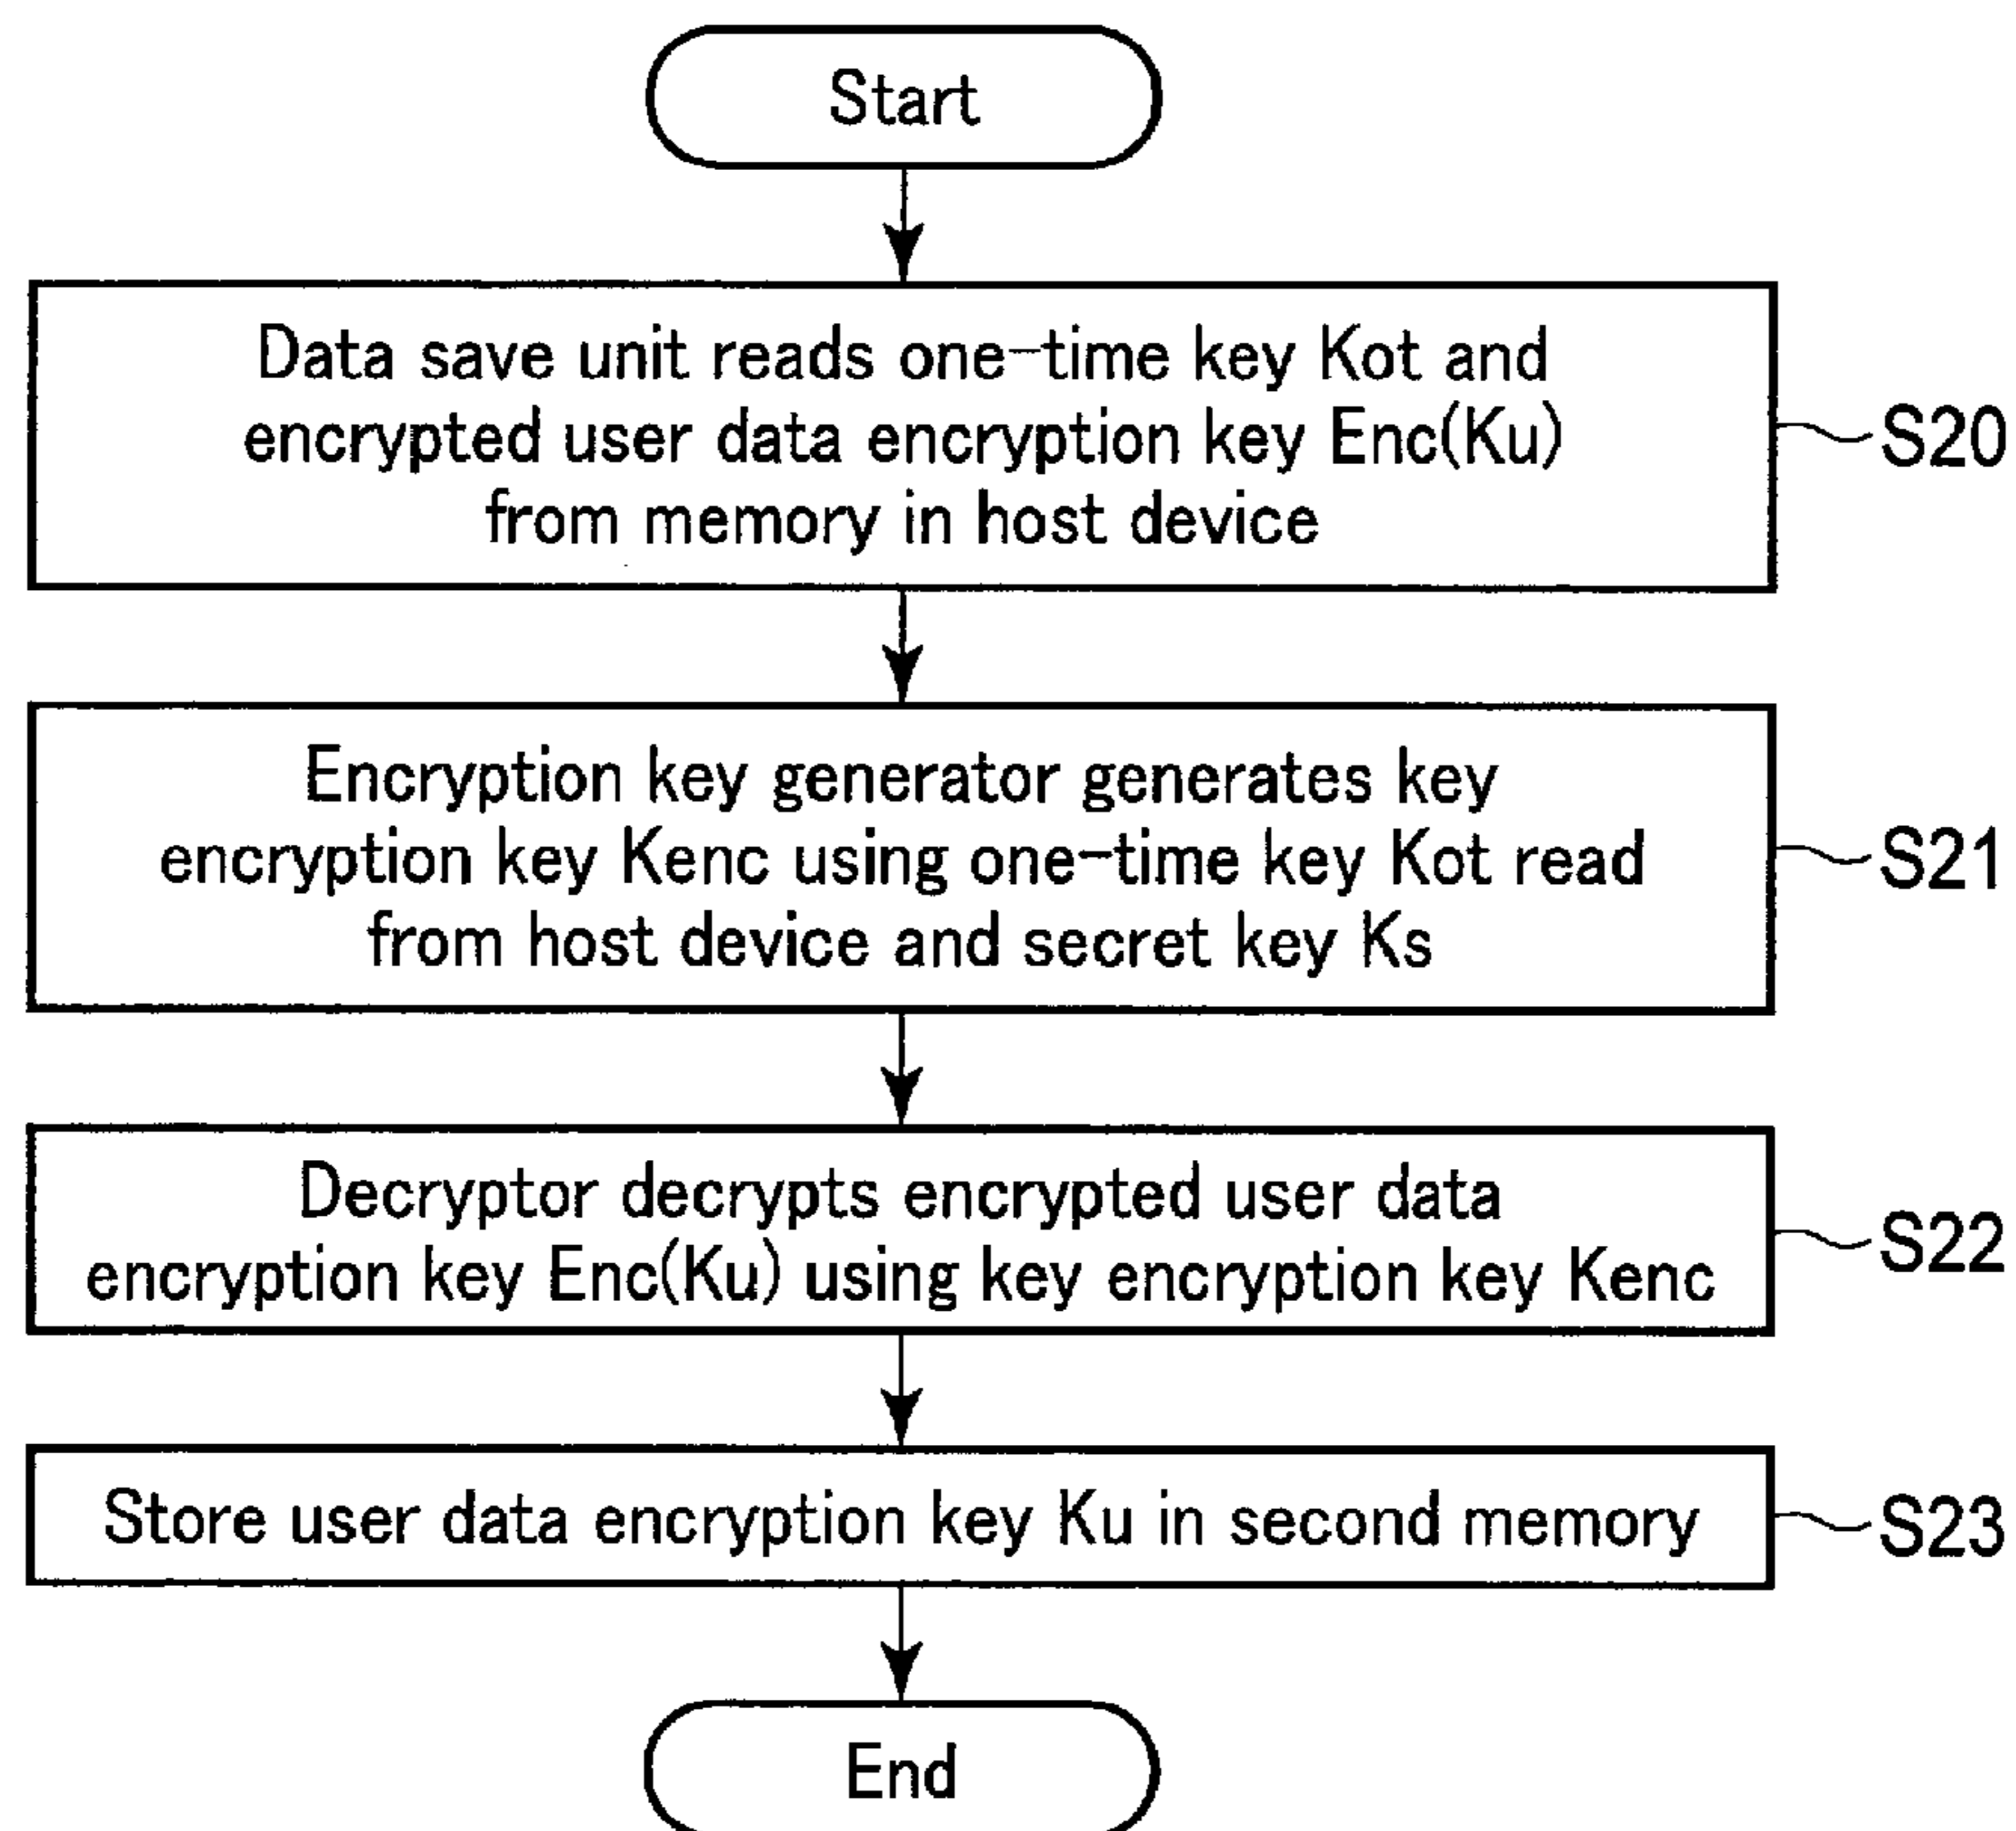 Start
Data save unit reads one-time key Kot and
encrypted user data encryption key Enc(Ku)
from memory in host device
S20
Encryption key generator generates key
encryption key Kenc using one-time key Kot read
from host device and secret key Ks
S21
Decryptor decrypts encrypted user data
encryption key Enc(Ku) using key encryption key Kenc
S22
Store user data encryption key Ku in second memory
S23
End